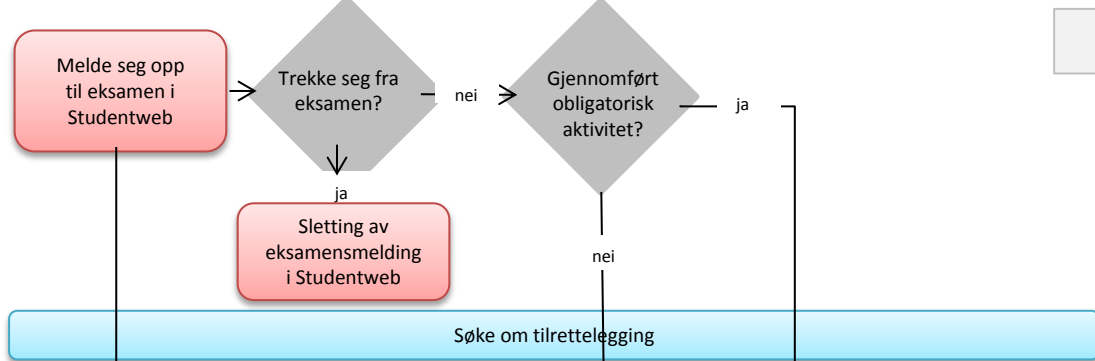 Melde seg opp
til eksamen i
Studentweb
Trekke seg fra
eksamen?
nei
Gjennomført
obligatorisk
aktivitet?
ja
ja
Sletting av
eksamensmelding
i Studentweb
nei
Søke om tilrettelegging